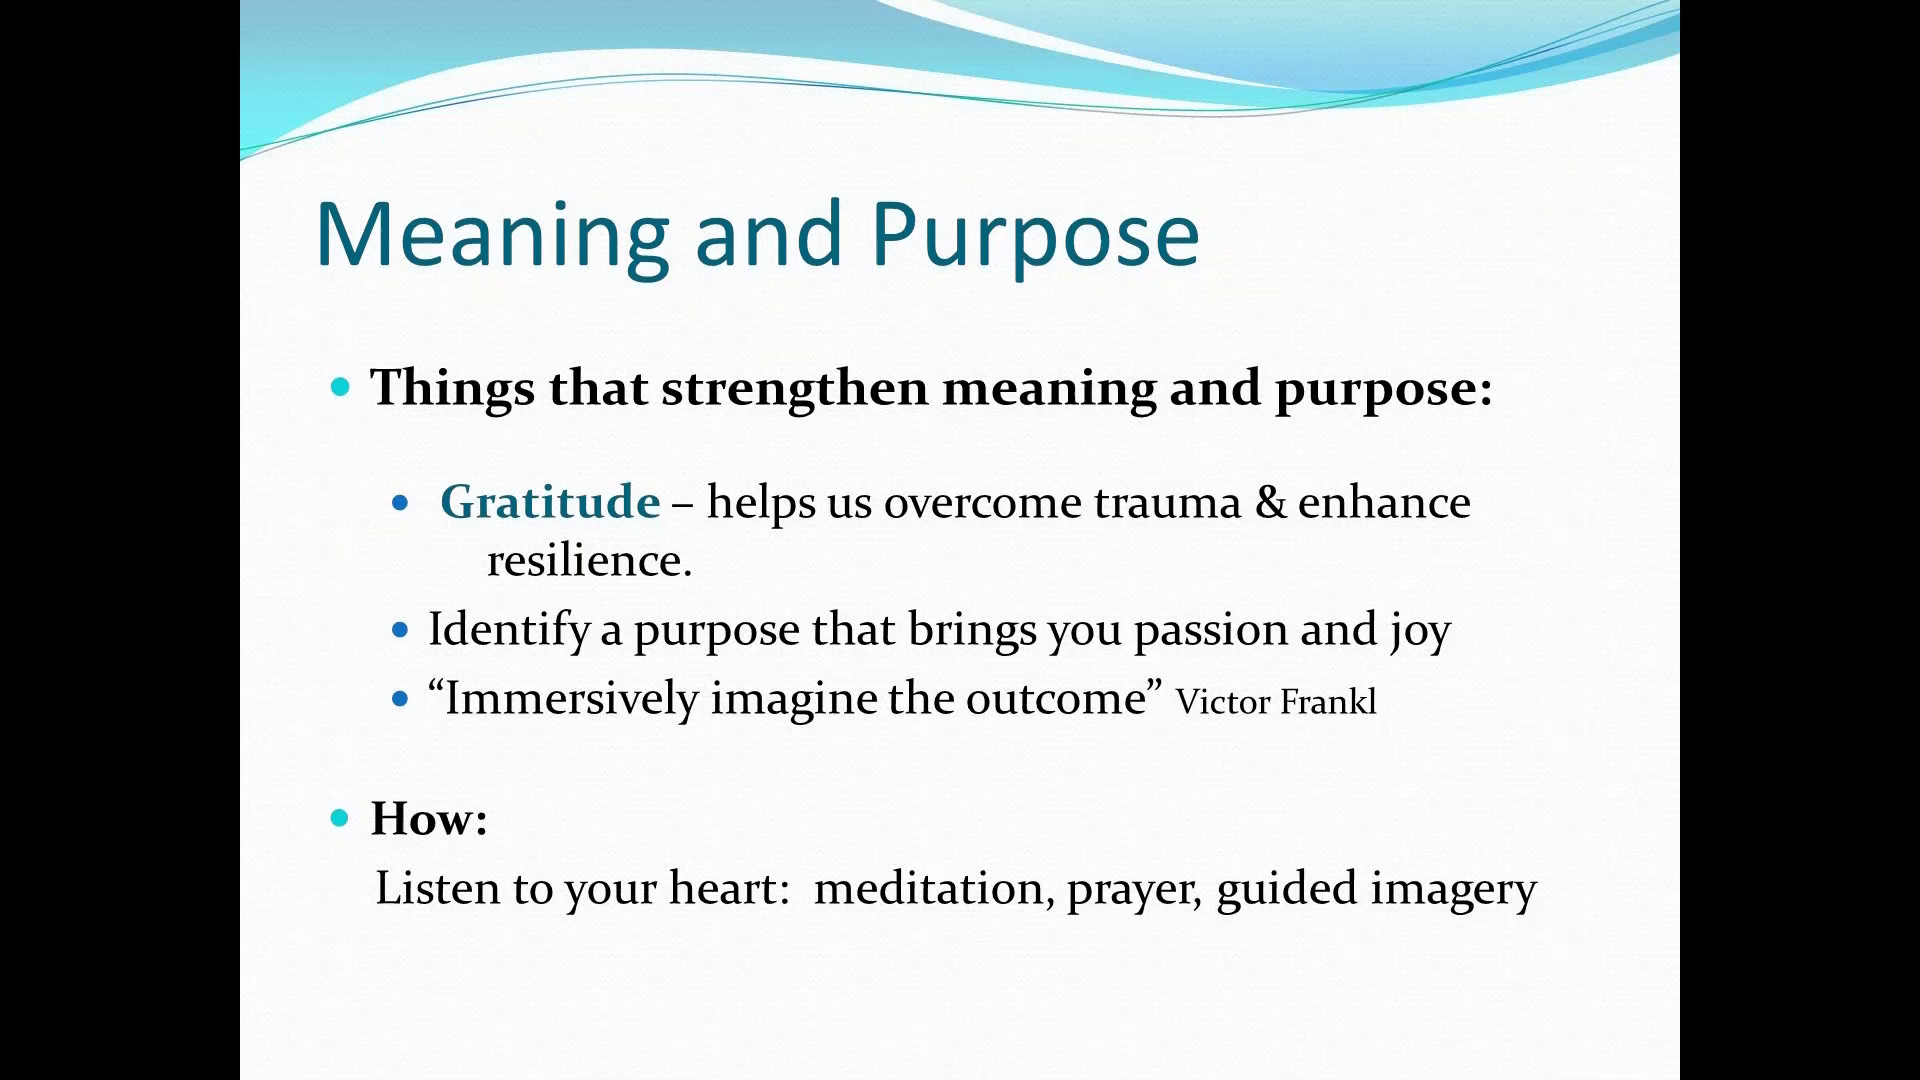 Meaning and Purpose
• Things that strengthen meaning and purpose:
• Gratitude – helps us overcome trauma & enhance
resilience.
• Identify a purpose that brings you passion and joy
• “Immersively imagine the outcome” Victor Frankl
• How:
Listen to your heart:  meditation, prayer, guided imagery